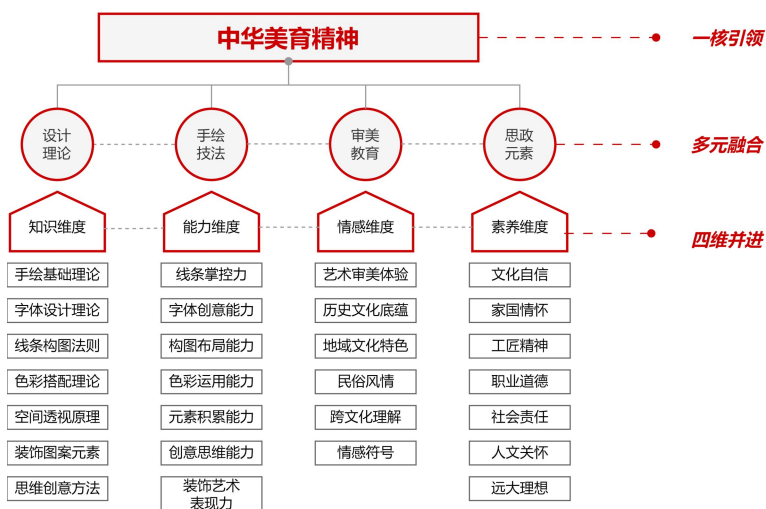 中华美育精神
一核引领
设计
理论
手绘
技法
审美
教育
思政
元素
多元融合
知识维度
能力维度
情感维度
素养维度
四维并进
手绘基础理论
线条掌控力
艺术审美体验
文化自信
字体设计理论
字体创意能力
历史文化底蕴
家国情怀
线条构图法则
构图布局能力
地域文化特色
工匠精神
色彩搭配理论
色彩运用能力
民俗风情
职业道德
空间透视原理
元素积累能力
跨文化理解
社会责任
装饰图案元素
创意思维能力
情感符号
人文关怀
思维创意方法
装饰艺术
表现力
远大理想